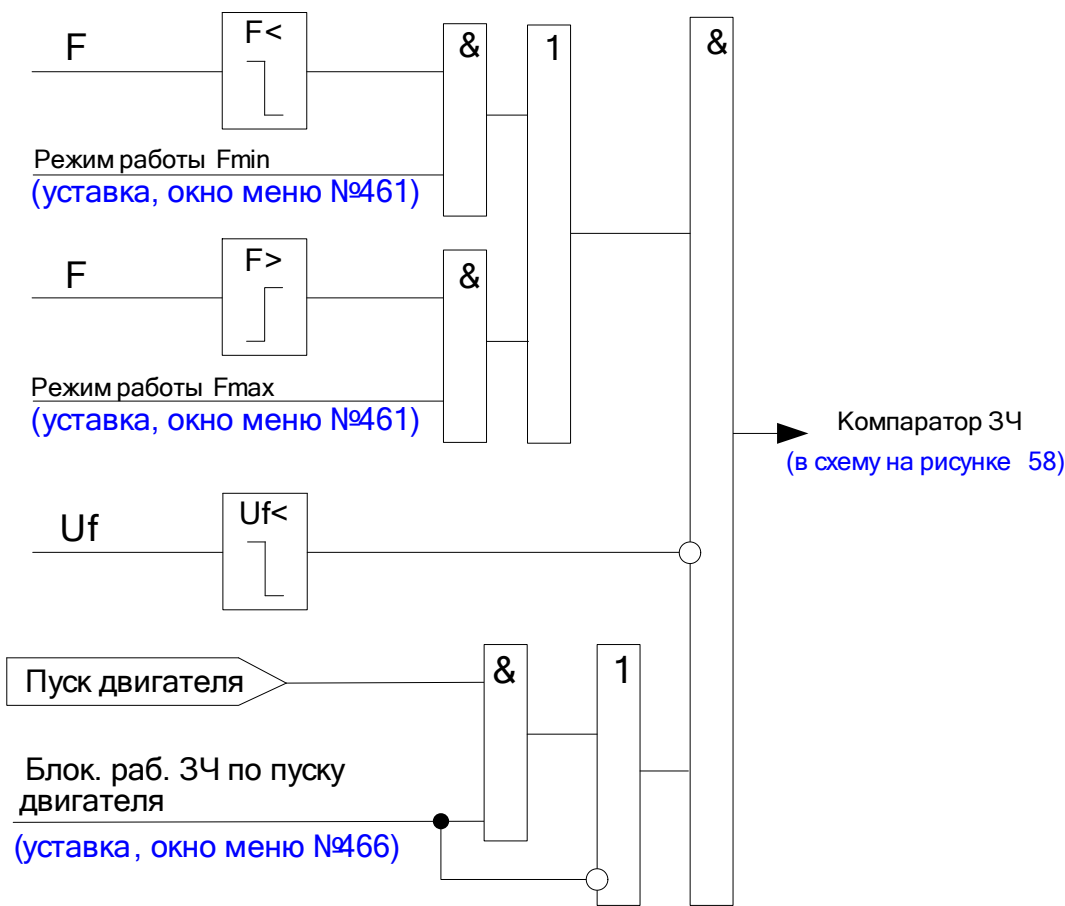 F
F<
&
1
&
Режим работы Fmin
(уставка, окно меню №461)
F
F>
&
Режим работы Fmax
(уставка, окно меню №461)
Компаратор ЗЧ
(в схему на рисунке 58)
Uf
Uf<
Пуск двигателя
&
1
Блок. раб. ЗЧ по пуску
двигателя
(уставка, окно меню №466)